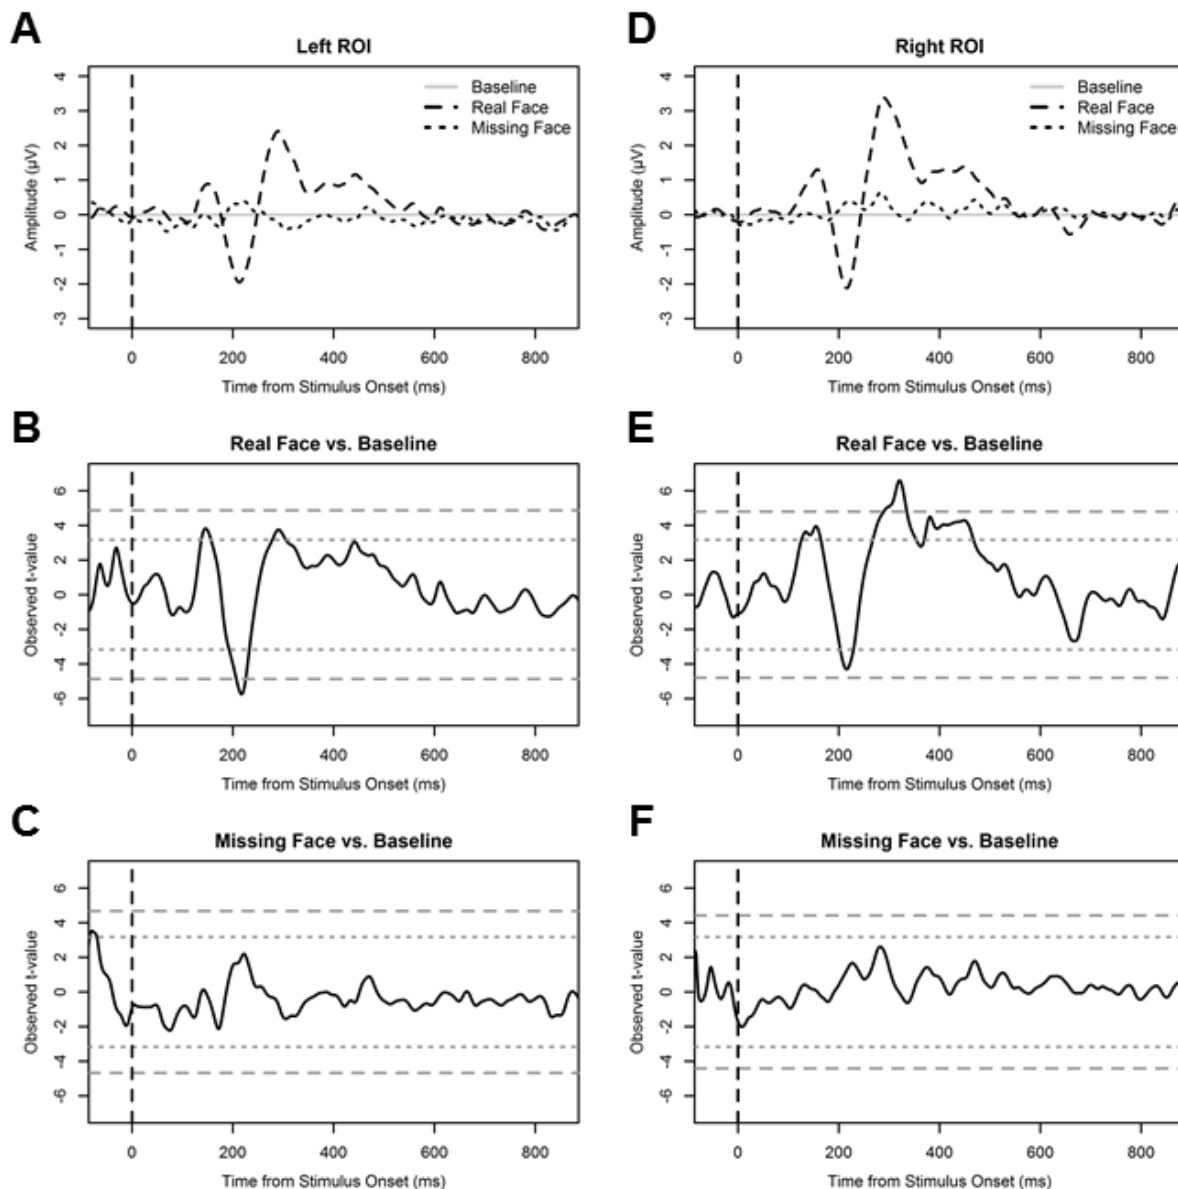 A
Left ROI
Amplitude (µV)
4
3
2
1
0
-1
-2
-3
Baseline
Real Face
Missing Face
0 200 400 600 800
Time from Stimulus Onset (ms)
D
Right ROI
Amplitude (µV)
4
3
2
1
0
-1
-2
-3
Baseline
Real Face
Missing Face
0 200 400 600 800
Time from Stimulus Onset (ms)
B
Real Face vs. Baseline
Observed t-value
6
4
2
0
-2
-4
-6
0 200 400 600 800
Time from Stimulus Onset (ms)
E
Real Face vs. Baseline
Observed t-value
6
4
2
0
-2
-4
-6
0 200 400 600 800
Time from Stimulus Onset (ms)
C
Missing Face vs. Baseline
Observed t-value
6
4
2
0
-2
-4
-6
0 200 400 600 800
Time from Stimulus Onset (ms)
F
Missing Face vs. Baseline
Observed t-value
6
4
2
0
-2
-4
-6
0 200 400 600 800
Time from Stimulus Onset (ms)